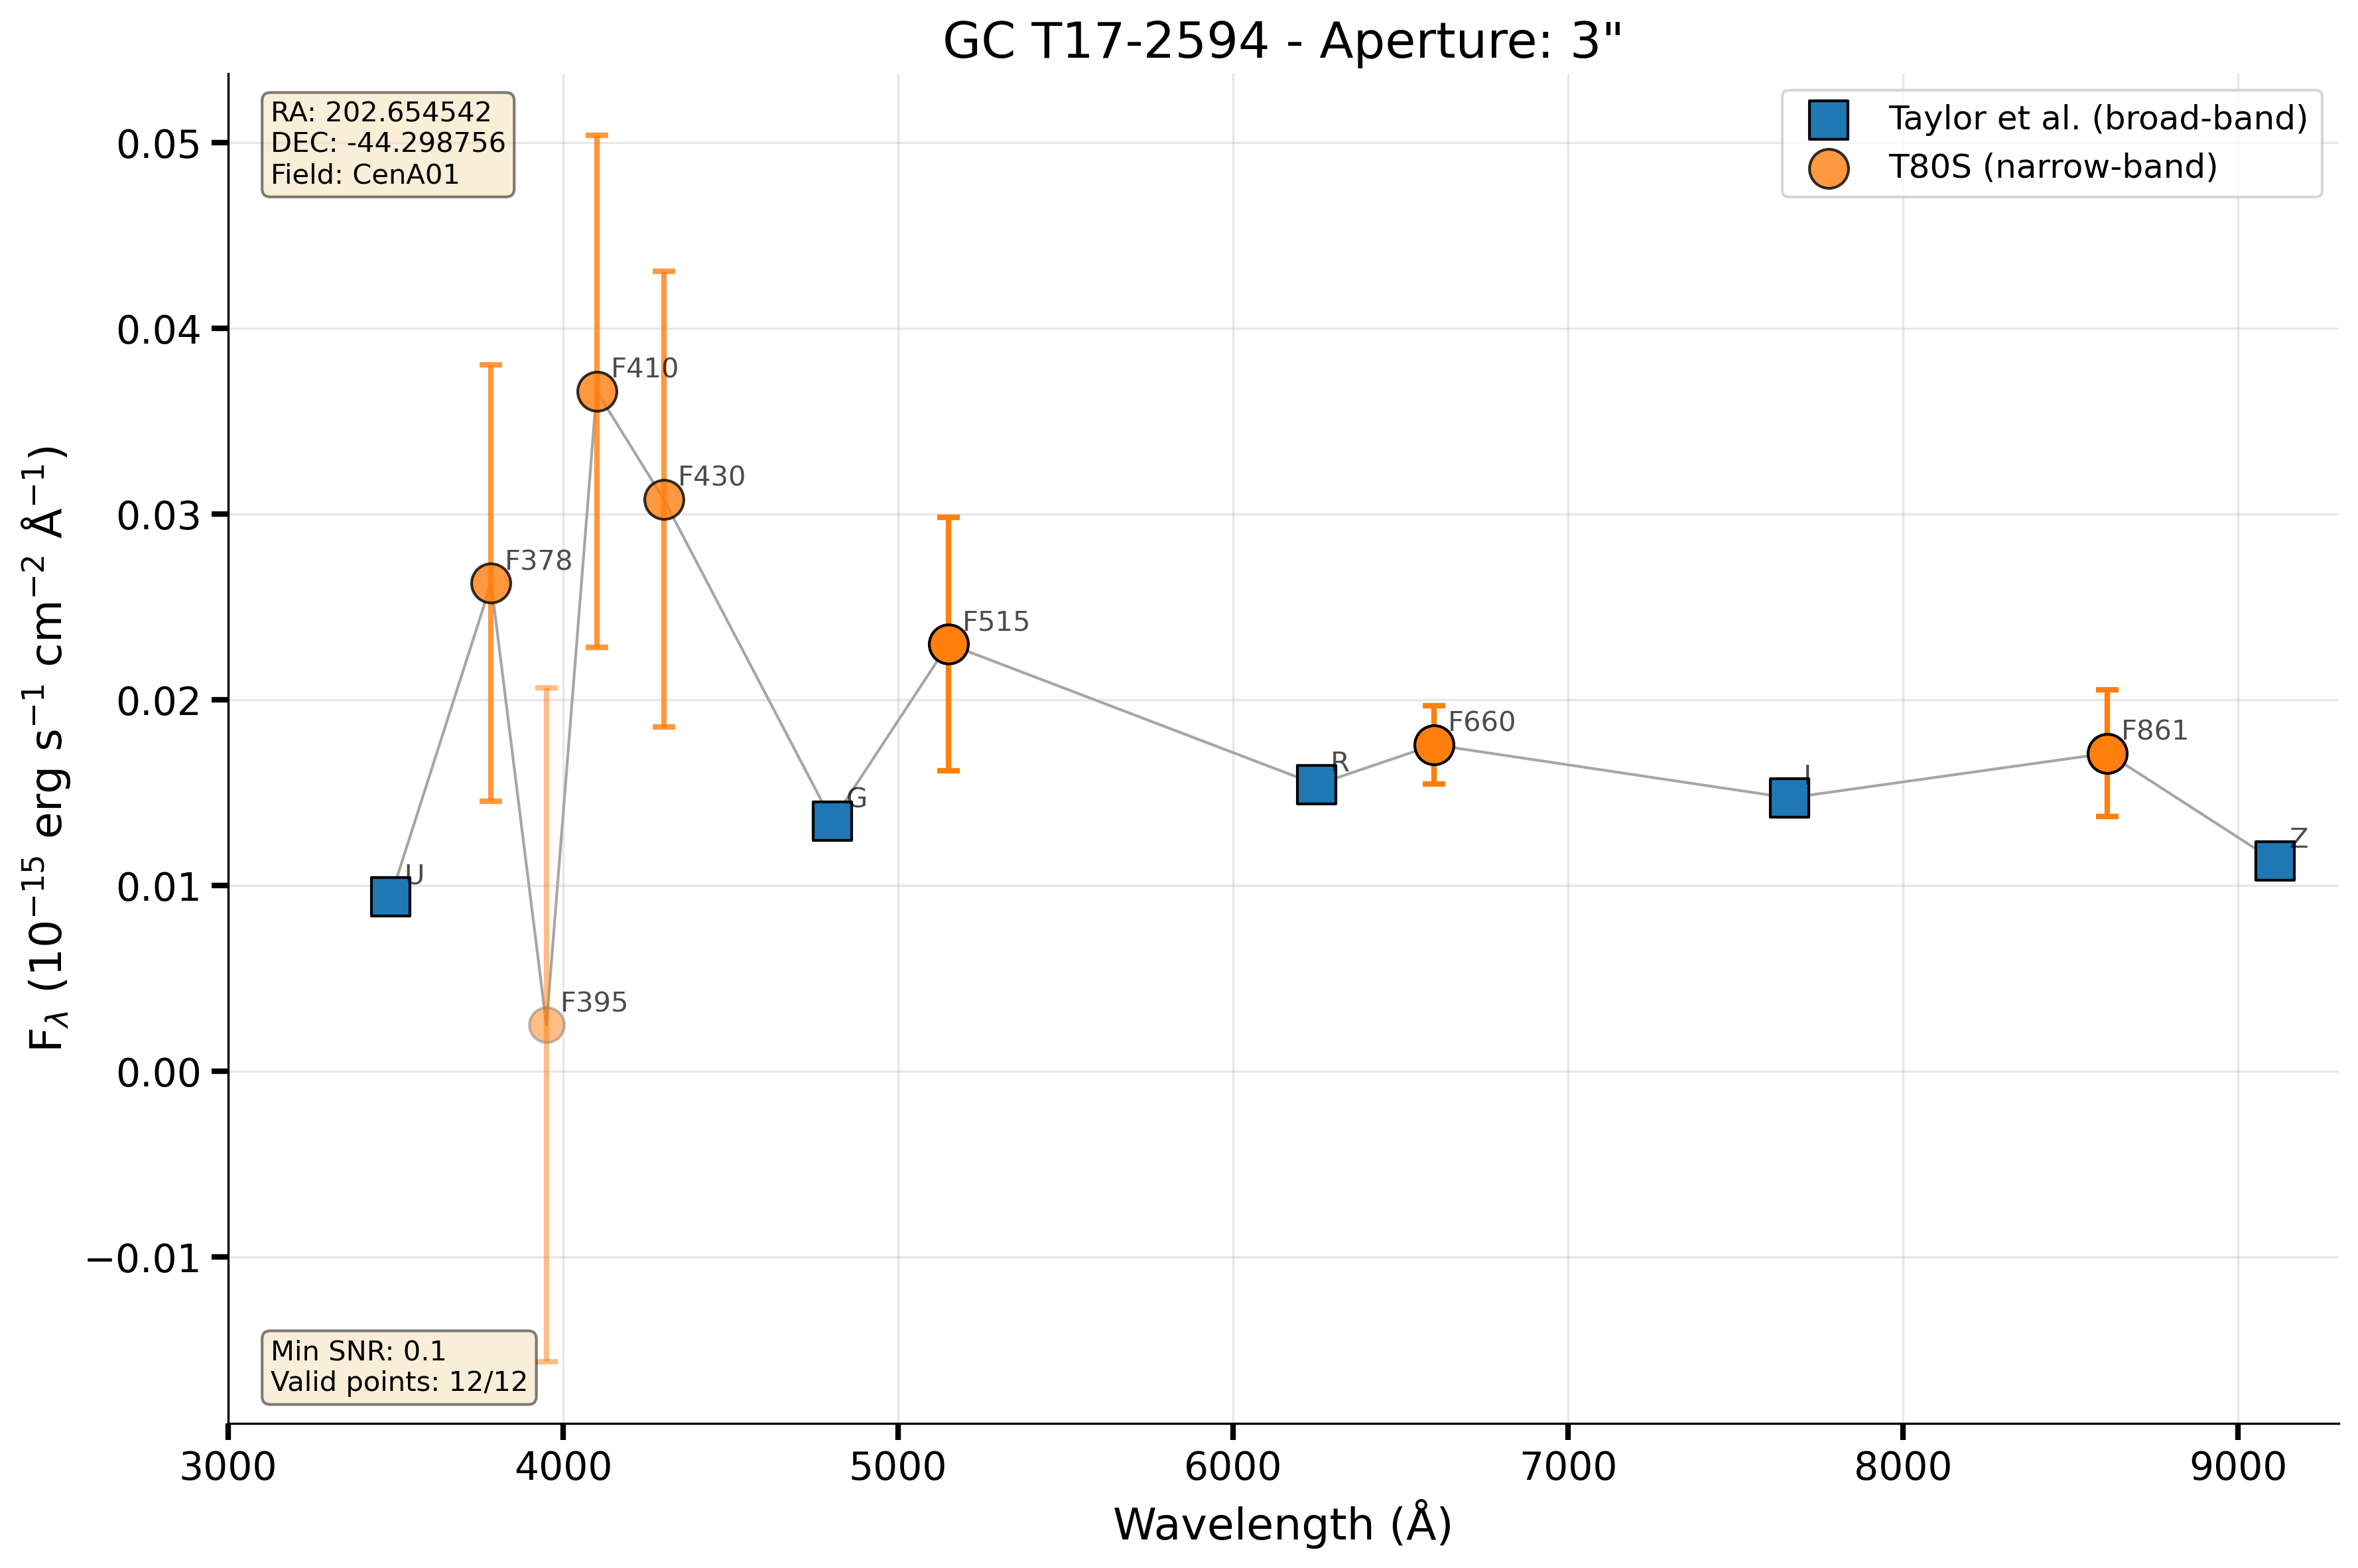 GC T17-2594 - Aperture: 3"
RA: 202.654542
DEC: -44.298756
Field: CenA01
Taylor et al. (broad-band)
T80S (narrow-band)
0.05
0.04
0.03
0.02
0.01
0.00
−0.01
F_λ (10⁻¹⁵ erg s⁻¹ cm⁻² Å⁻¹)
F410
F430
F378
F515
F660
F861
R
I
G
Z
U
F395
Min SNR: 0.1
Valid points: 12/12
3000 4000 5000 6000 7000 8000 9000
Wavelength (Å)